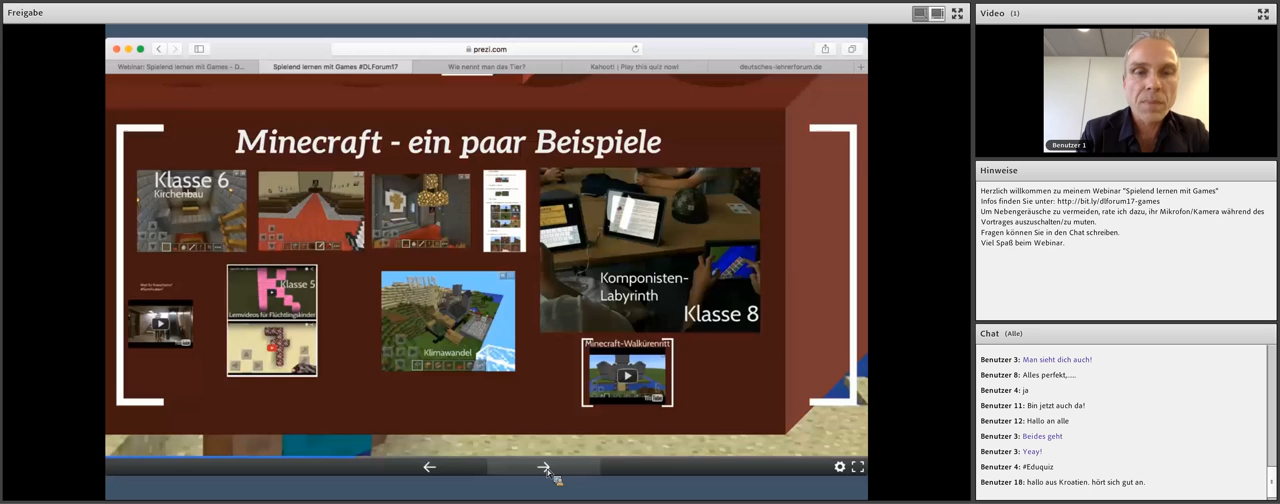 Freigabe
prezi.com
Webinar: Spielend lernen mit Games - D...
Spielend lernen mit Games #DLForum17
Wie nennt man das Tier?
Kahoot! | Play this quiz now!
deutsches-lehrerforum.de
Minecraft - ein paar Beispiele
Klasse 6
Kirchenbau
Komponisten-
Labyrinth
Klasse 8
Klasse 5
Lernvideos für Flüchtlingskinder
Klimawandel
Minecraft-Walkürenritt
Video (1)
Benutzer 1
Hinweise
Herzlich willkommen zu meinem Webinar "Spielend lernen mit Games"
Infos finden Sie unter: http://bit.ly/dlforum17-games
Um Nebengeräusche zu vermeiden, rate ich dazu, ihr Mikrofon/Kamera während des
Vortrages auszuschalten/zu muten.
Fragen können Sie in den Chat schreiben.
Viel Spaß beim Webinar.
Chat (Alle)
Benutzer 3: Man sieht dich auch!
Benutzer 8: Alles perfekt,....
Benutzer 4: ja
Benutzer 11: Bin jetzt auch da!
Benutzer 12: Hallo an alle
Benutzer 3: Beides geht
Benutzer 3: Yeay!
Benutzer 4: #Eduquiz
Benutzer 18: hallo aus Kroatien. hört sich gut an.